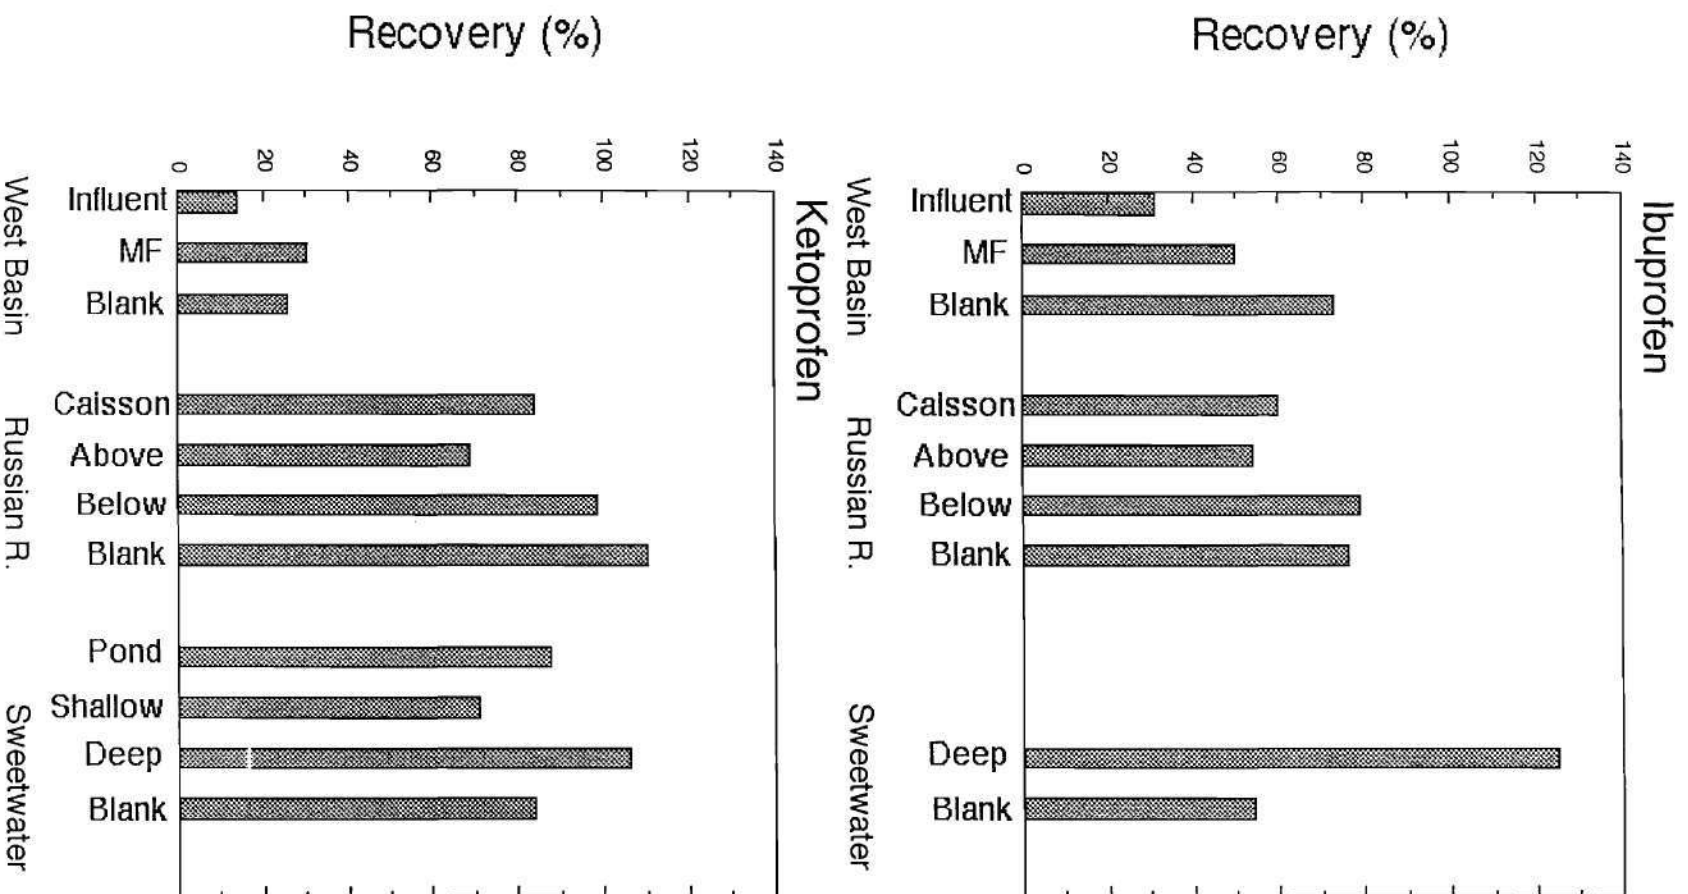 Recovery (%)
Recovery (%)
0 20 40 60 80 100 120 140
0 20 40 60 80 100 120 140
Ketoprofen
Influent
MF
Blank
Caisson
Above
Below
Blank
Pond
Shallow
Deep
Blank
West Basin
Russian R.
Sweetwater
Ibuprofen
Influent
MF
Blank
Caisson
Above
Below
Blank
Deep
Blank
West Basin
Russian R.
Sweetwater